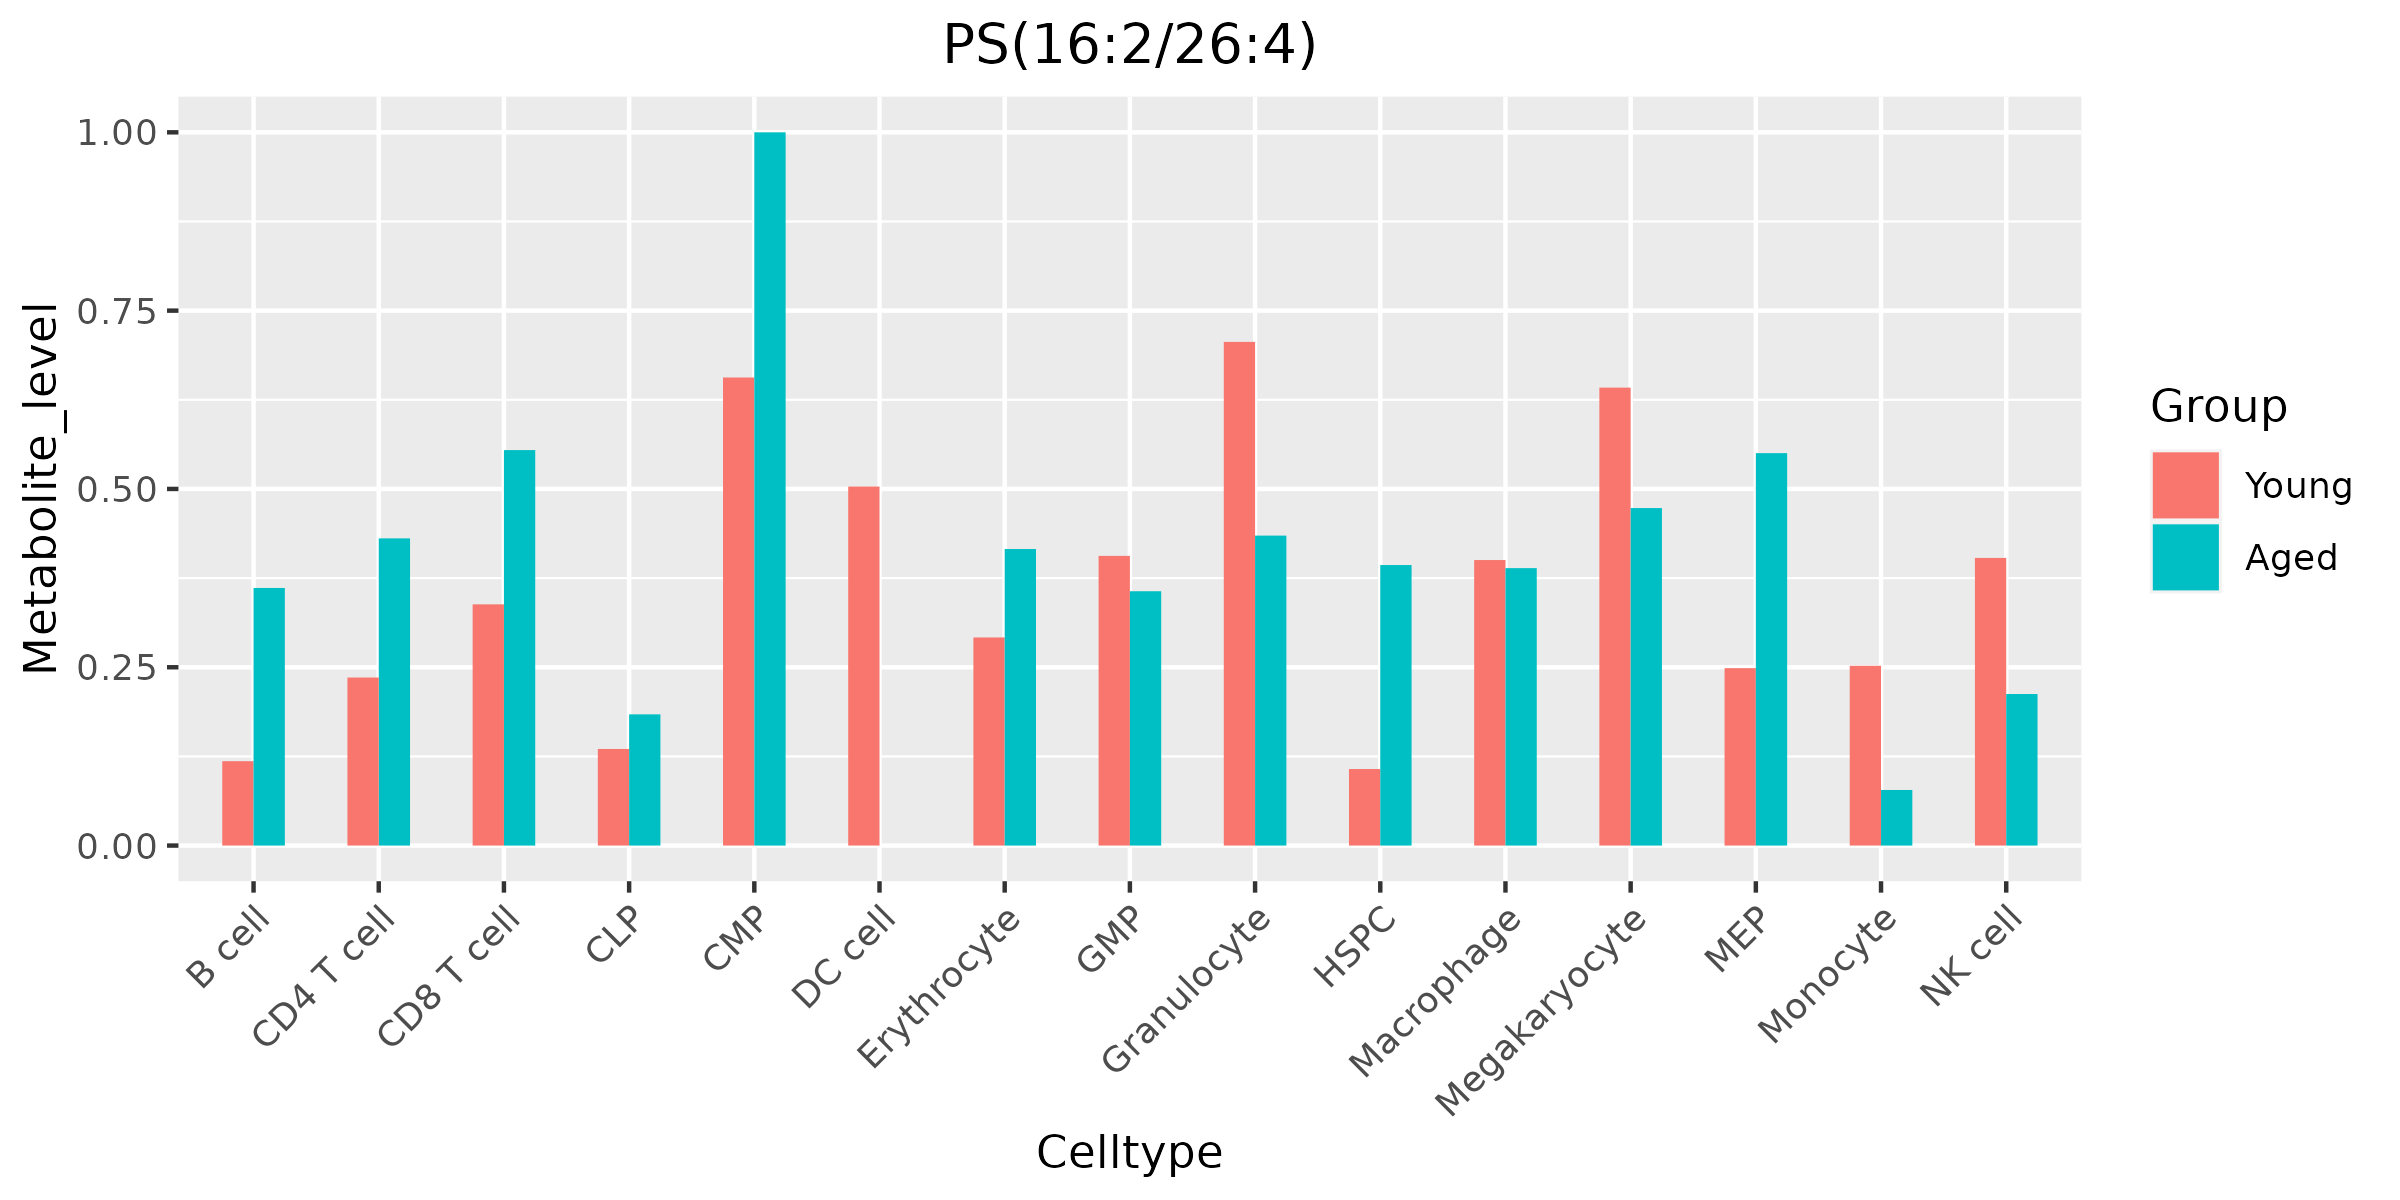 PS(16:2/26:4)
Metabolite_level
1.00
0.75
0.50
0.25
0.00
B cell
CD4 T cell
CD8 T cell
CLP
CMP
DC cell
Erythrocyte
GMP
Granulocyte
HSPC
Macrophage
Megakaryocyte
MEP
Monocyte
NK cell
Celltype
Group
Young
Aged